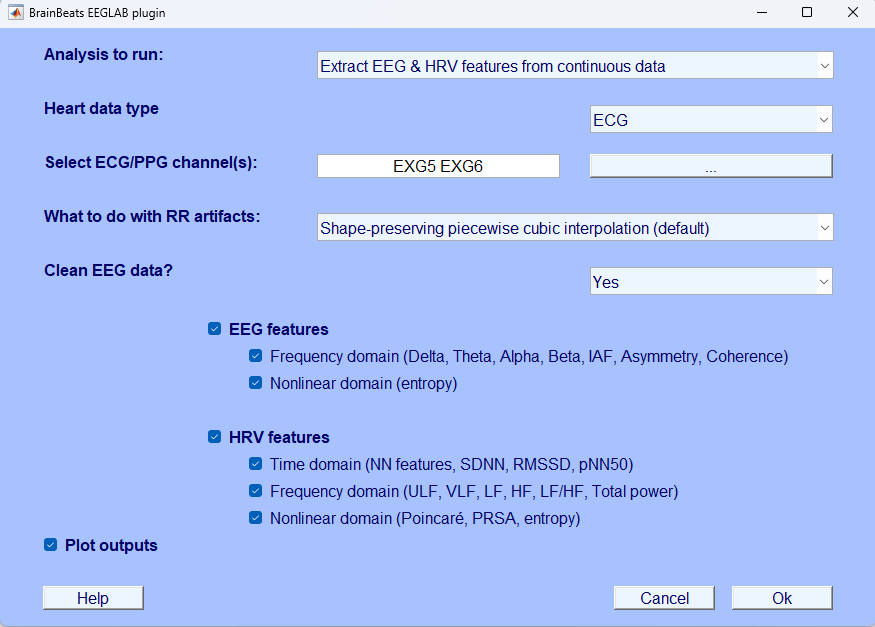 BrainBeats EEGLAB plugin
Analysis to run:
Extract EEG & HRV features from continuous data
Heart data type
ECG
Select ECG/PPG channel(s):
EXG5 EXG6
...
What to do with RR artifacts:
Shape-preserving piecewise cubic interpolation (default)
Clean EEG data?
Yes
EEG features
Frequency domain (Delta, Theta, Alpha, Beta, IAF, Asymmetry, Coherence)
Nonlinear domain (entropy)
HRV features
Time domain (NN features, SDNN, RMSSD, pNN50)
Frequency domain (ULF, VLF, LF, HF, LF/HF, Total power)
Nonlinear domain (Poincaré, PRSA, entropy)
Plot outputs
Help
Cancel
Ok